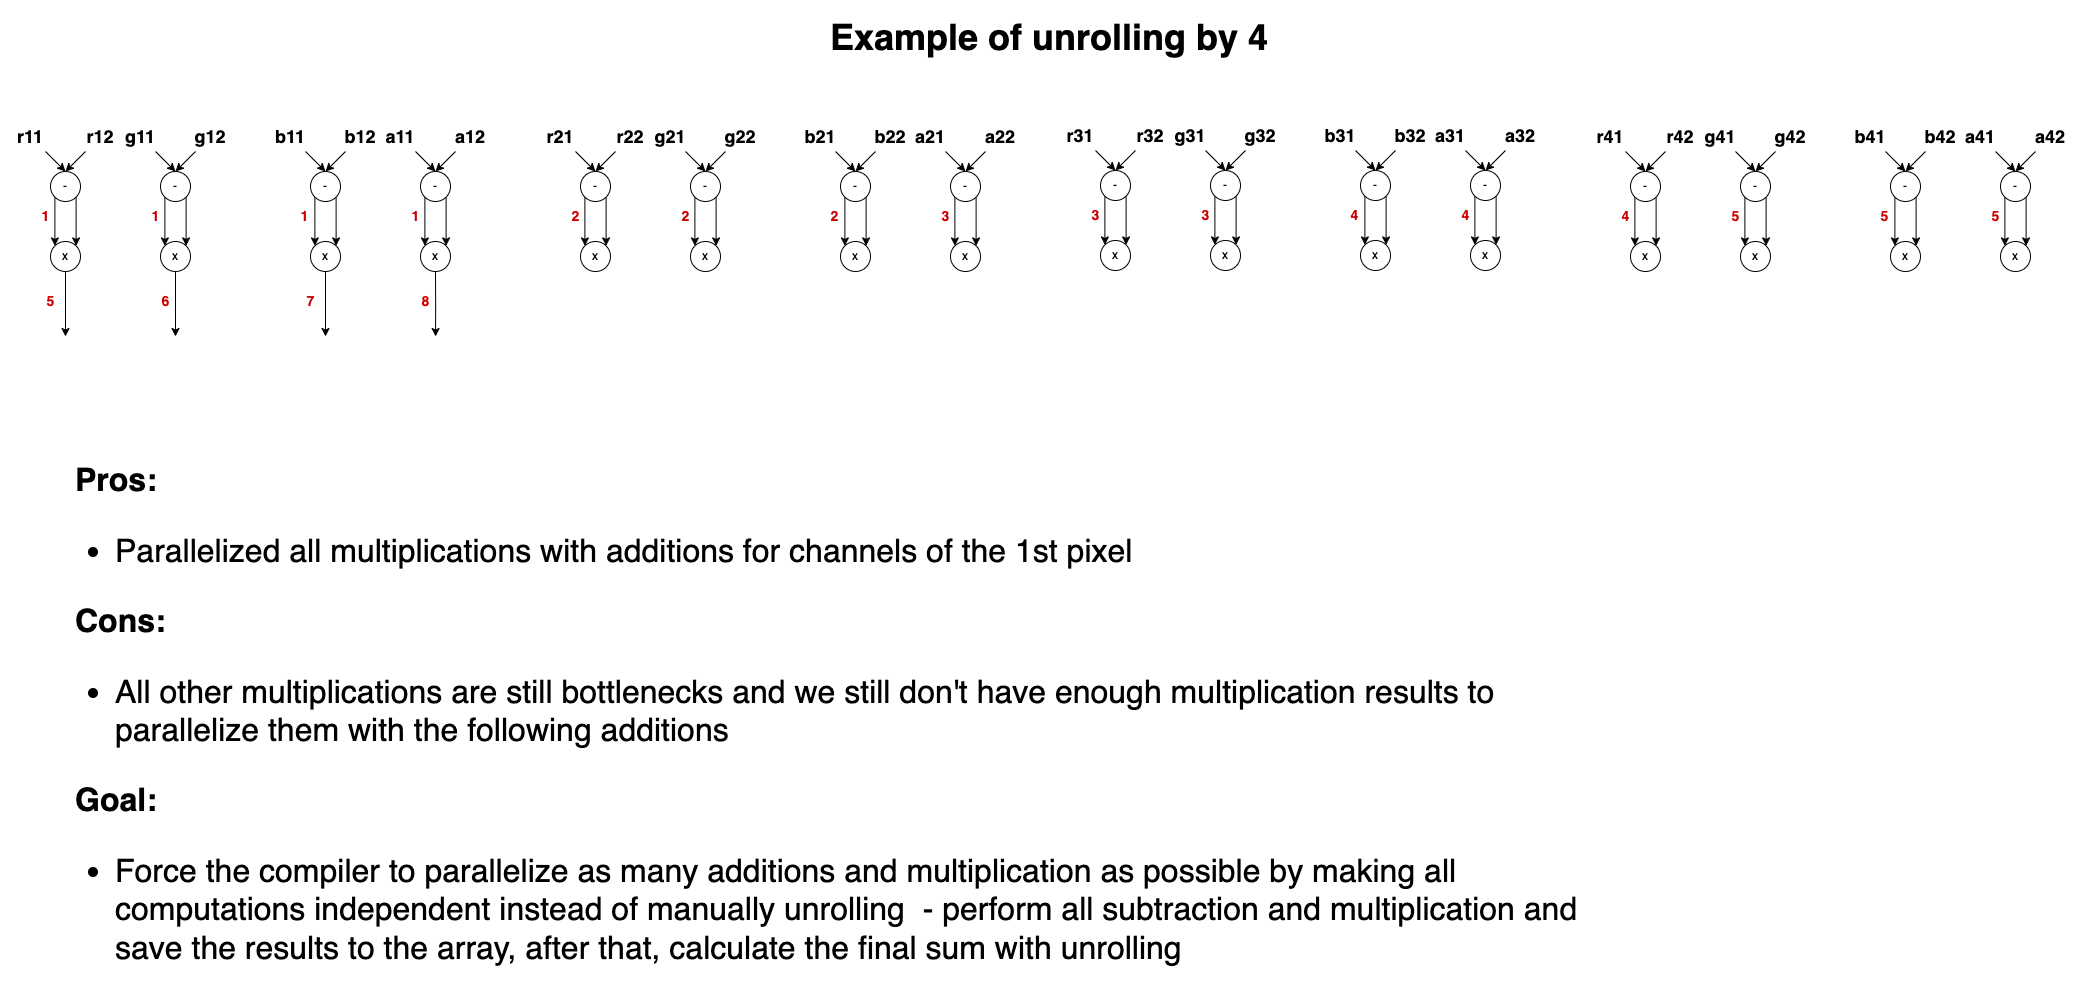 Example of unrolling by 4
r11 r12 g11 g12 b11 b12 a11 a12 r21 r22 g21 g22 b21 b22 a21 a22 r31 r32 g31 g32 b31 b32 a31 a32 r41 r42 g41 g42 b41 b42 a41 a42
- - - - - - - - - - - - - - - -
1 1 1 1 2 2 2 3 3 3 4 4 4 5 5 5
x x x x x x x x x x x x x x x x
5 6 7 8
Pros:
• Parallelized all multiplications with additions for channels of the 1st pixel
Cons:
• All other multiplications are still bottlenecks and we still don't have enough multiplication results to
parallelize them with the following additions
Goal:
• Force the compiler to parallelize as many additions and multiplication as possible by making all
computations independent instead of manually unrolling  - perform all subtraction and multiplication and
save the results to the array, after that, calculate the final sum with unrolling